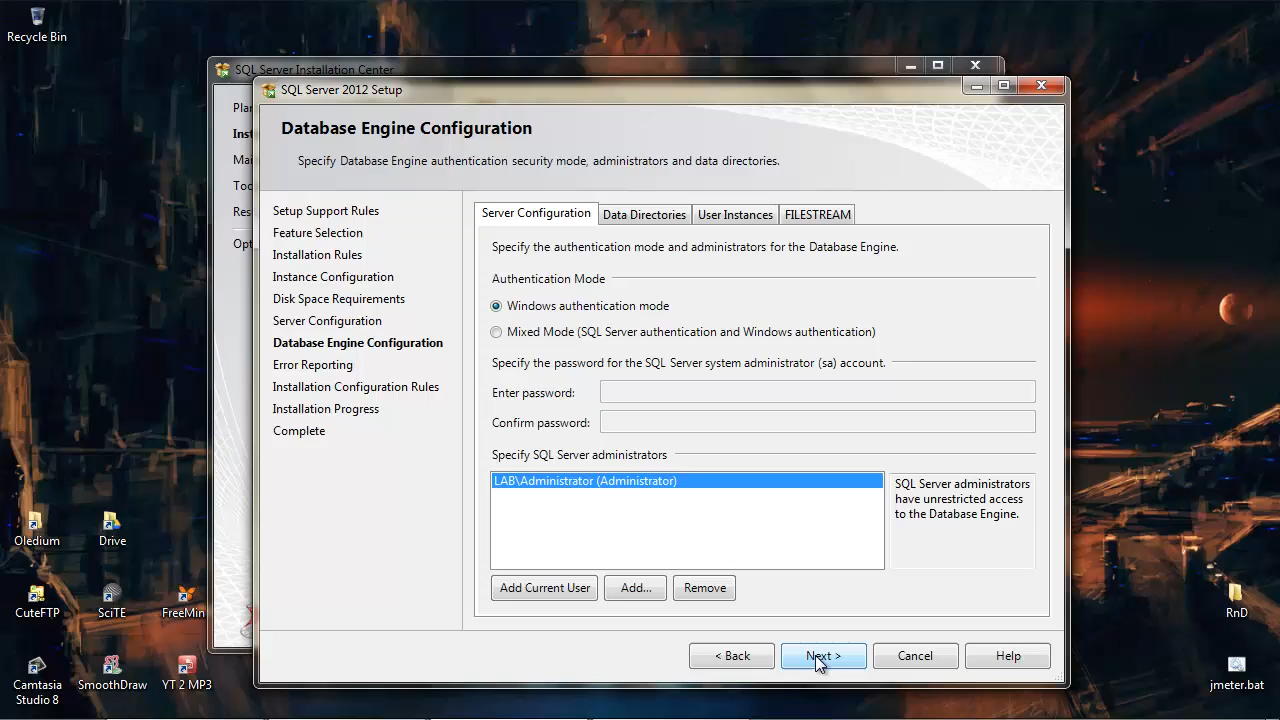 Recycle Bin
SQL Server Installation Center
SQL Server 2012 Setup
Database Engine Configuration
Specify Database Engine authentication security mode, administrators and data directories.
Setup Support Rules
Feature Selection
Installation Rules
Instance Configuration
Disk Space Requirements
Server Configuration
Database Engine Configuration
Error Reporting
Installation Configuration Rules
Installation Progress
Complete
Server Configuration
Data Directories
User Instances
FILESTREAM
Specify the authentication mode and administrators for the Database Engine.
Authentication Mode
Windows authentication mode
Mixed Mode (SQL Server authentication and Windows authentication)
Specify the password for the SQL Server system administrator (sa) account.
Enter password:
Confirm password:
Specify SQL Server administrators
LAB\Administrator (Administrator)
SQL Server administrators
have unrestricted access
to the Database Engine.
Add Current User
Add...
Remove
< Back
Next >
Cancel
Help
Oledium
Drive
CuteFTP
SciTE
FreeMin
Camtasia
Studio 8
SmoothDraw
YT 2 MP3
RnD
jmeter.bat